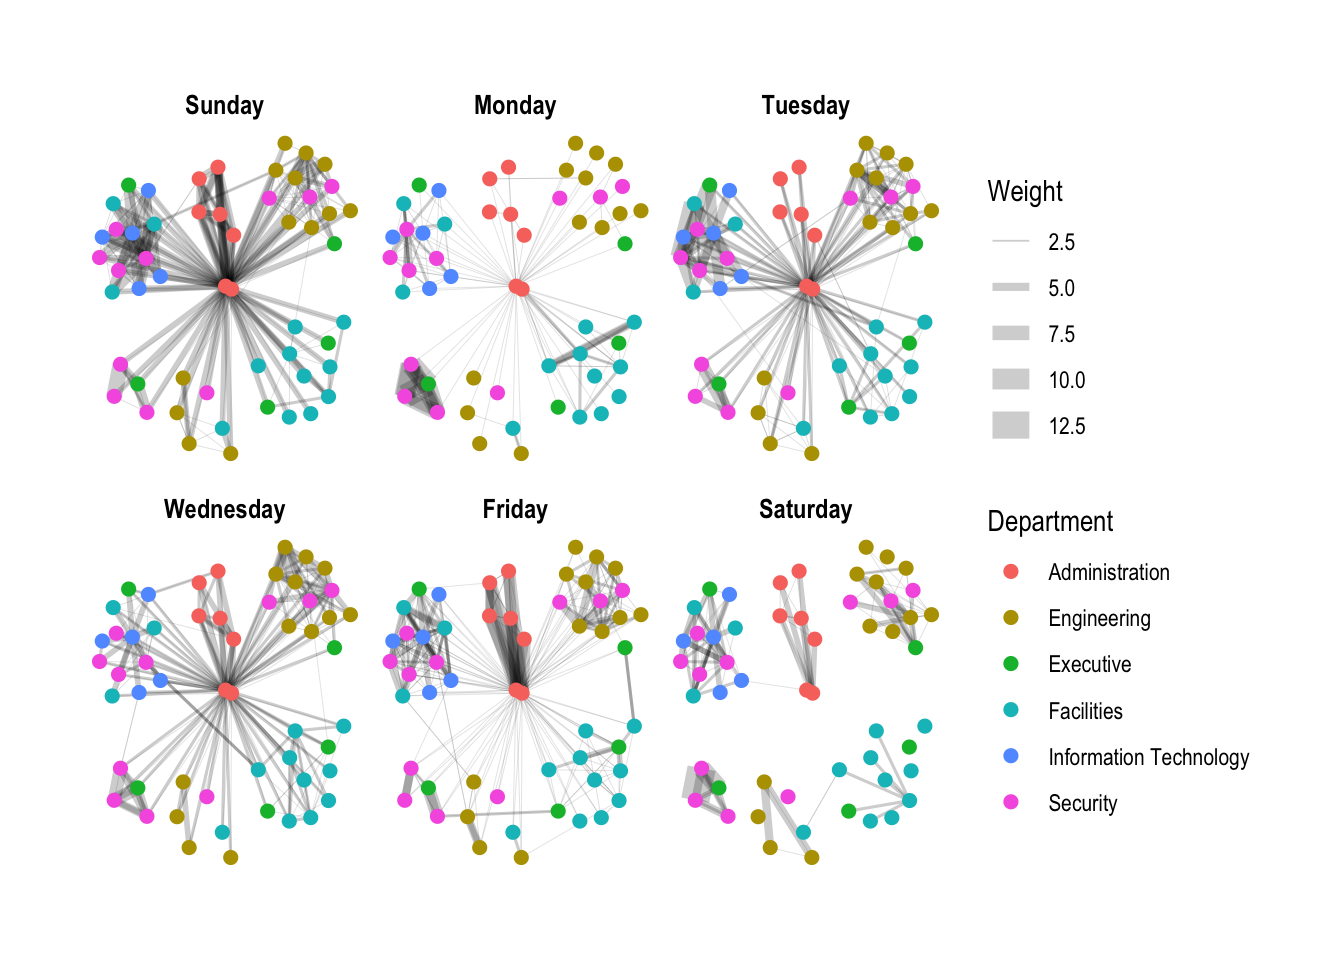 Sunday
Monday
Tuesday
Wednesday
Friday
Saturday
Weight
2.5
5.0
7.5
10.0
12.5
Department
Administration
Engineering
Executive
Facilities
Information Technology
Security